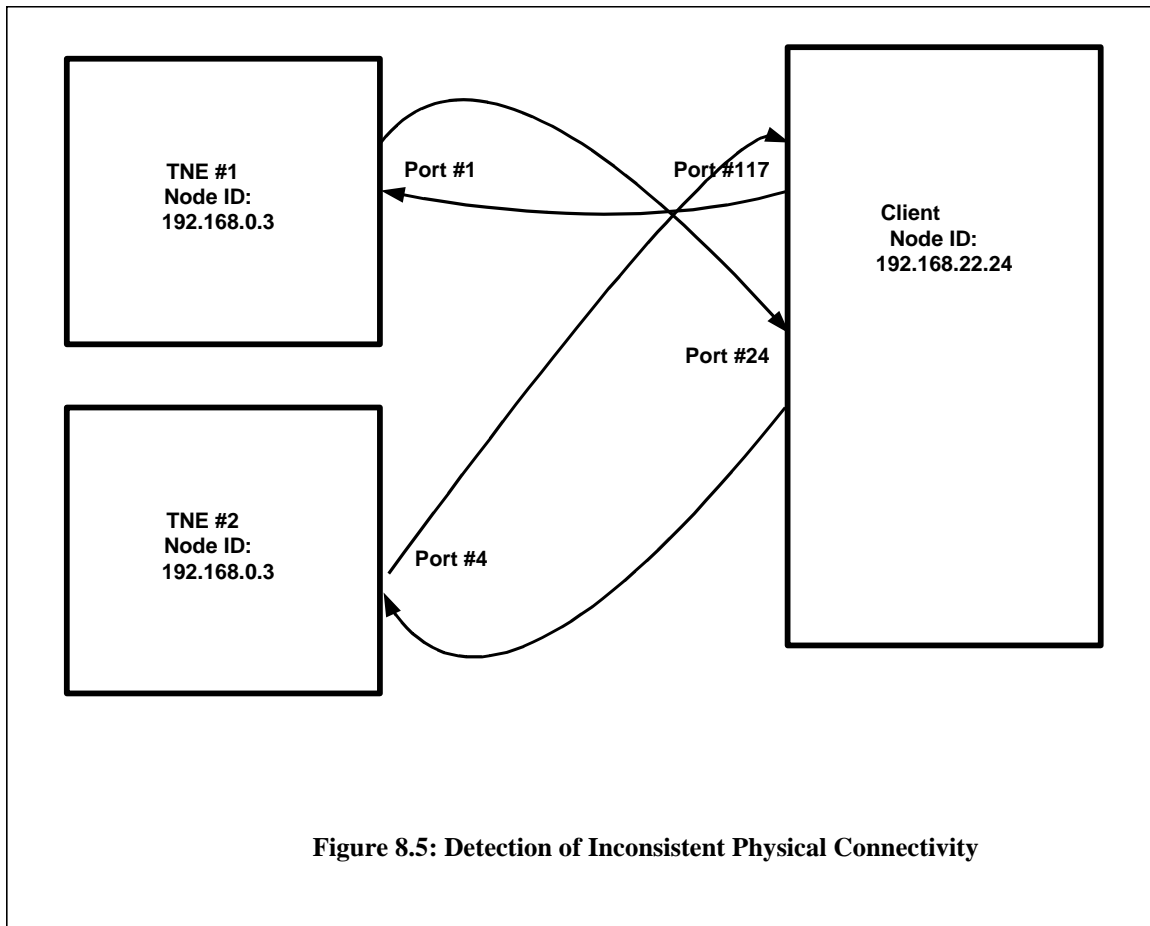 TNE #1
Node ID:
192.168.0.3
Port #1
Port #117
Client
Node ID:
192.168.22.24
Port #24
TNE #2
Node ID:
192.168.0.3
Port #4
Figure 8.5: Detection of Inconsistent Physical Connectivity